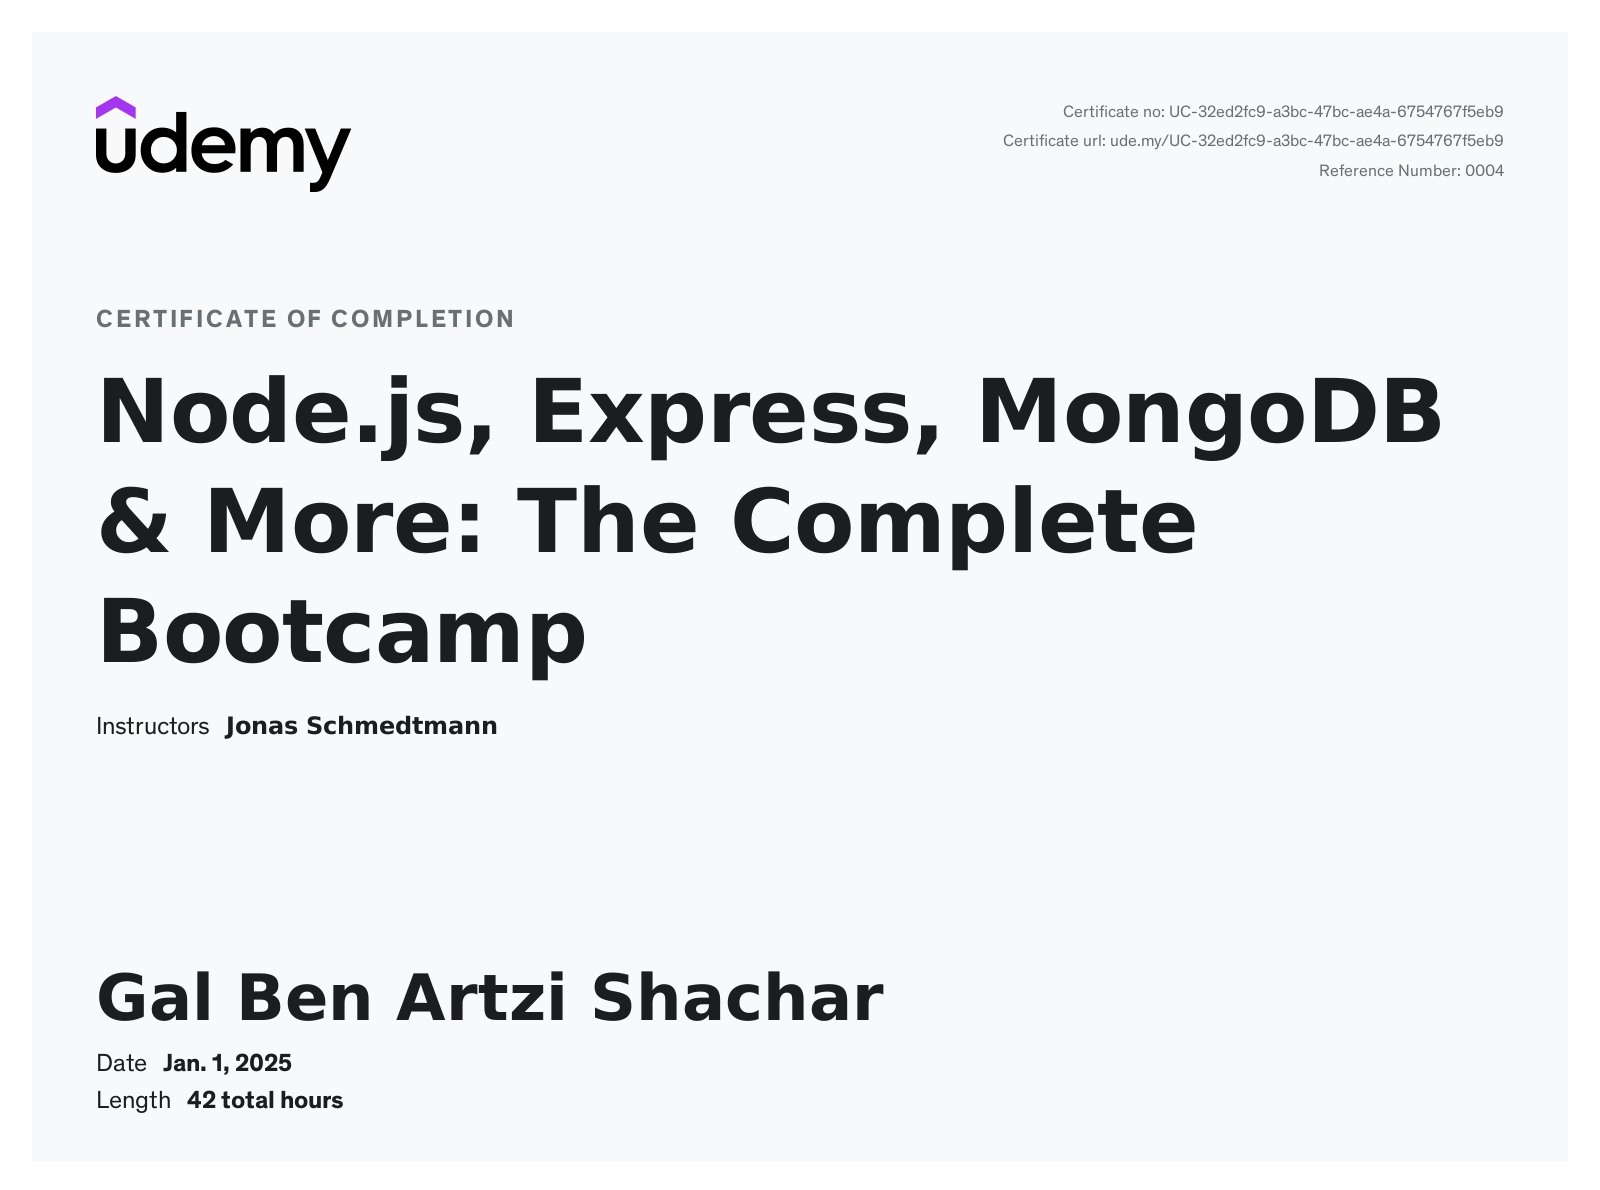 udemy
Certificate no: UC-32ed2fc9-a3bc-47bc-ae4a-6754767f5eb9
Certificate url: ude.my/UC-32ed2fc9-a3bc-47bc-ae4a-6754767f5eb9
Reference Number: 0004
CERTIFICATE OF COMPLETION
Node.js, Express, MongoDB
& More: The Complete
Bootcamp
Instructors Jonas Schmedtmann
Gal Ben Artzi Shachar
Date Jan. 1, 2025
Length 42 total hours